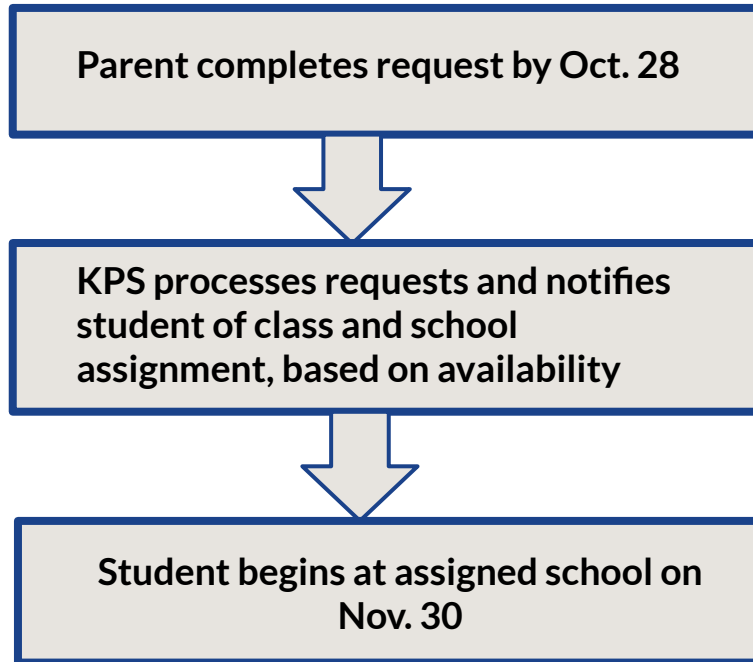 Parent completes request by Oct. 28
KPS processes requests and notifies
student of class and school
assignment, based on availability
Student begins at assigned school on
Nov. 30